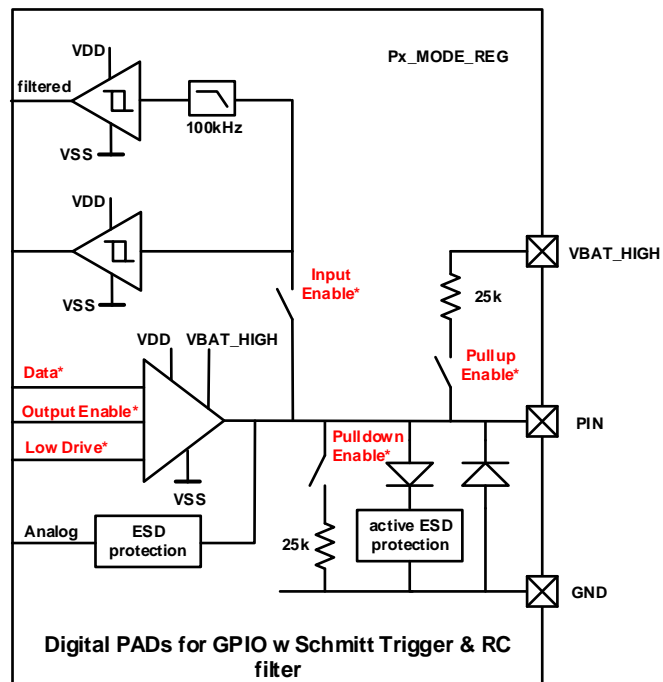 Px_MODE_REG
VDD
filtered
100kHz
VSS
VDD
VSS
Input
Enable*
VBAT_HIGH
25k
Pullup
Enable*
VDD
VBAT_HIGH
Data*
Output Enable*
Low Drive*
VSS
PIN
Pulldown
Enable*
Analog
ESD
protection
25k
active ESD
protection
GND
Digital PADs for GPIO w Schmitt Trigger & RC
filter